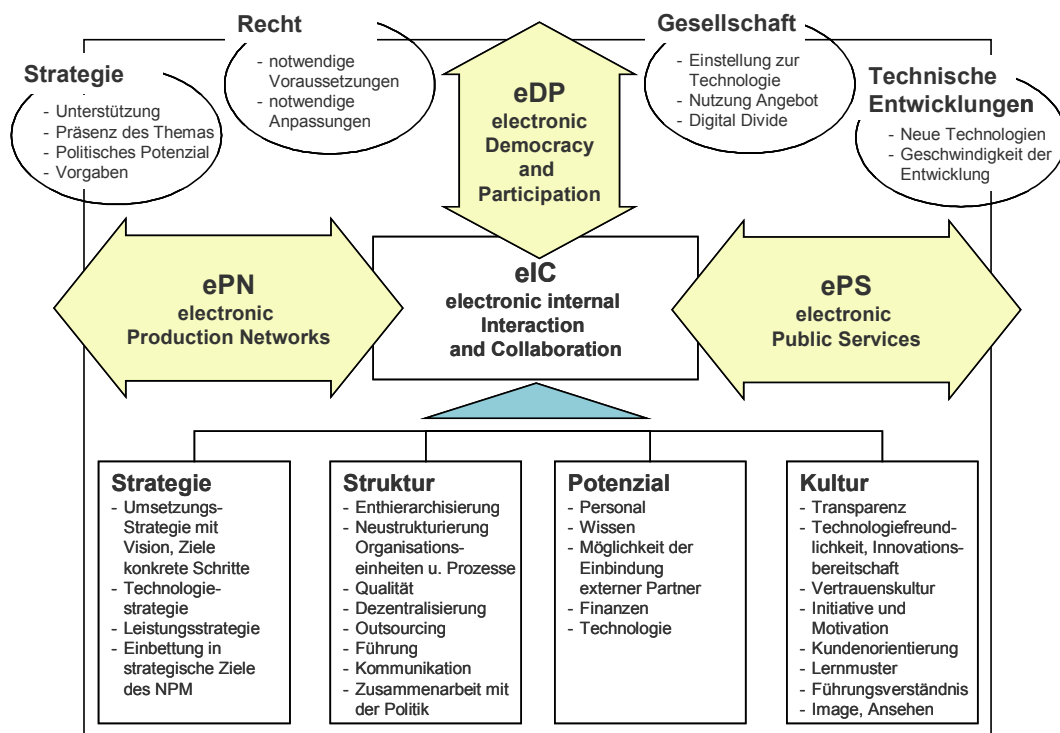 Recht
- notwendige
Voraussetzungen
- notwendige
Anpassungen
Gesellschaft
- Einstellung zur
Technologie
- Nutzung Angebot
- Digital Divide
Strategie
- Unterstützung
- Präsenz des Themas
- Politisches Potenzial
- Vorgaben
eDP
electronic
Democracy
and
Participation
Technische
Entwicklungen
- Neue Technologien
- Geschwindigkeit der
Entwicklung
ePN
electronic
Production Networks
eIC
electronic internal
Interaction
and Collaboration
ePS
electronic
Public Services
Strategie
- Umsetzungs-
Strategie mit
Vision, Ziele
konkrete Schritte
- Technologie-
strategie
- Leistungsstrategie
- Einbettung in
strategische Ziele
des NPM
Struktur
- Enthierarchisierung
- Neustrukturierung
Organisations-
einheiten u. Prozesse
- Qualität
- Dezentralisierung
- Outsourcing
- Führung
- Kommunikation
- Zusammenarbeit mit
der Politik
Potenzial
- Personal
- Wissen
- Möglichkeit der
Einbindung
externer Partner
- Finanzen
- Technologie
Kultur
- Transparenz
- Technologiefreund-
lichkeit, Innovations-
bereitschaft
- Vertrauenskultur
- Initiative und
Motivation
- Kundenorientierung
- Lernmuster
- Führungsverständnis
- Image, Ansehen